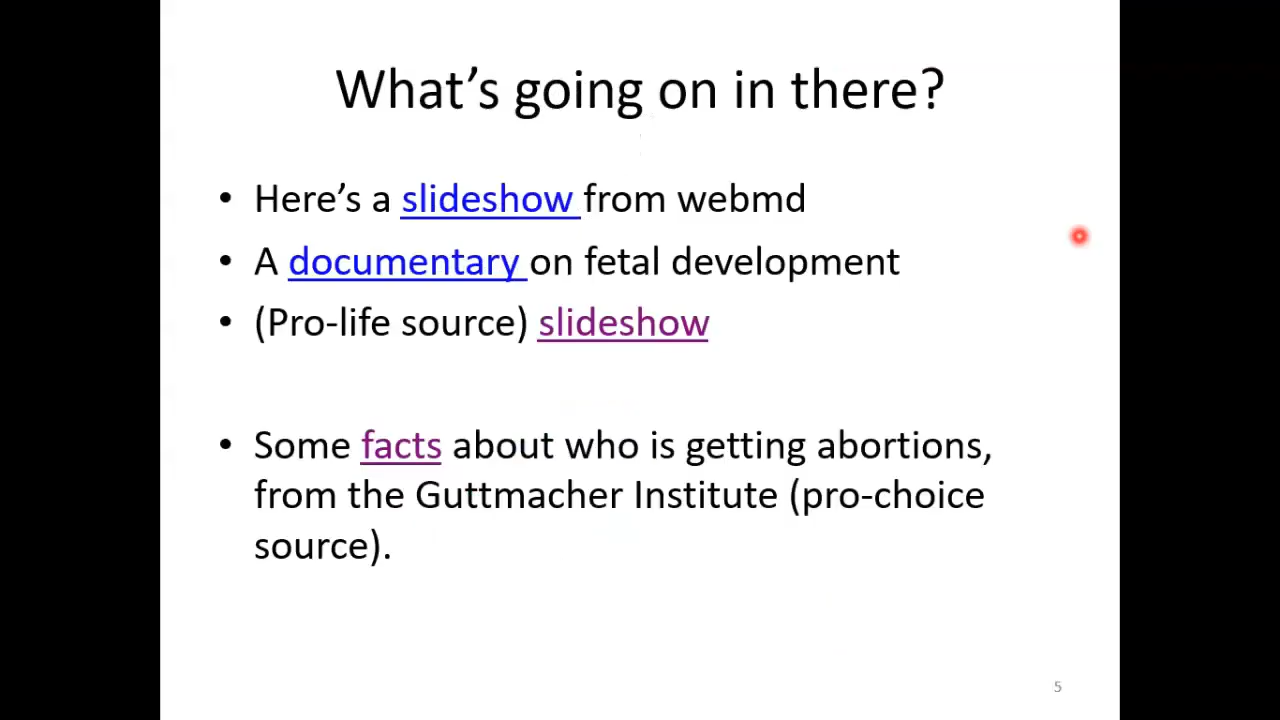 What’s going on in there?
• Here’s a slideshow from webmd
• A documentary on fetal development
• (Pro-life source) slideshow
• Some facts about who is getting abortions,
from the Guttmacher Institute (pro-choice
source).
5